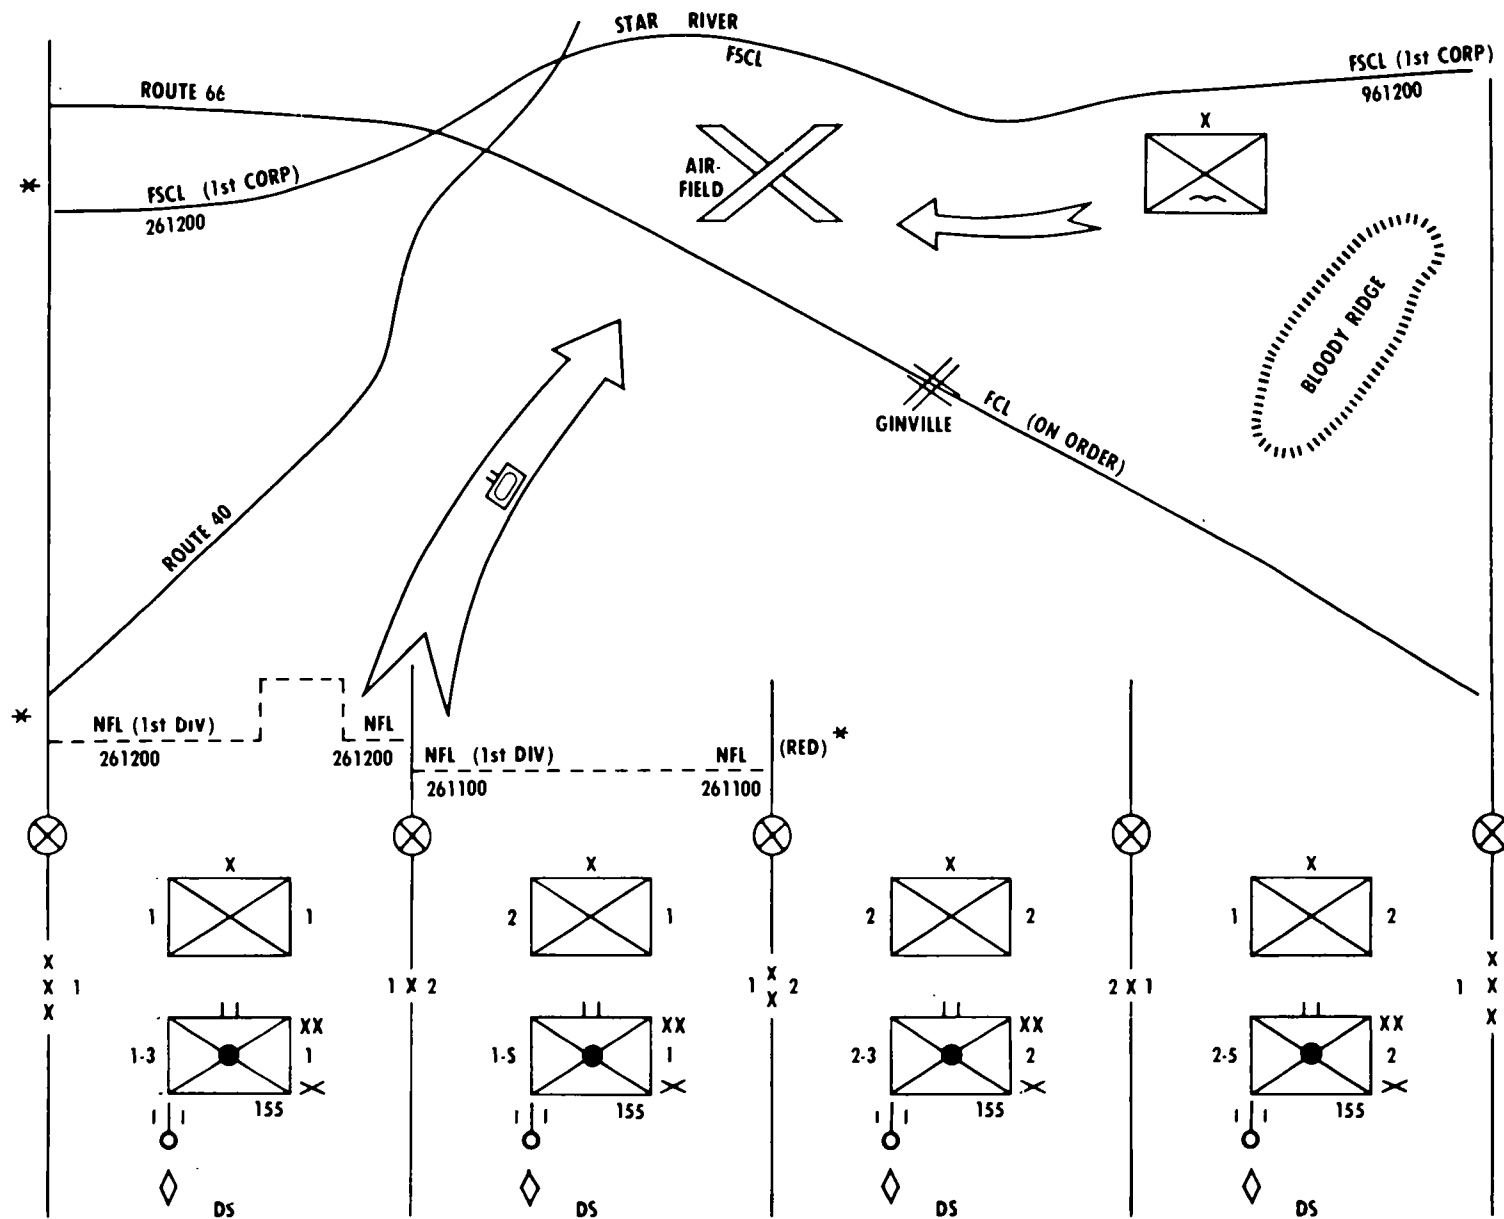 STAR RIVER
FSCL
FSCL (1st CORP)
961200
ROUTE 66
X
AIR-
FIELD
*
FSCL (1st CORP)
261200
BLOODY RIDGE
GINVILLE
FCL (ON ORDER)
ROUTE 40
*
NFL (1st DIV)
261200
NFL
261200
NFL (1st DIV)
261100
NFL
261100
(RED) *
X
X
X
X
1 1
2 1
2 2
1 2
X
X 1
X
1 X 2
X
1 X 2
X
2 X 1
X
1 X
X
1-3
XX
1
155
1-5
XX
1
155
2-3
XX
2
155
2-5
XX
2
155
DS
DS
DS
DS